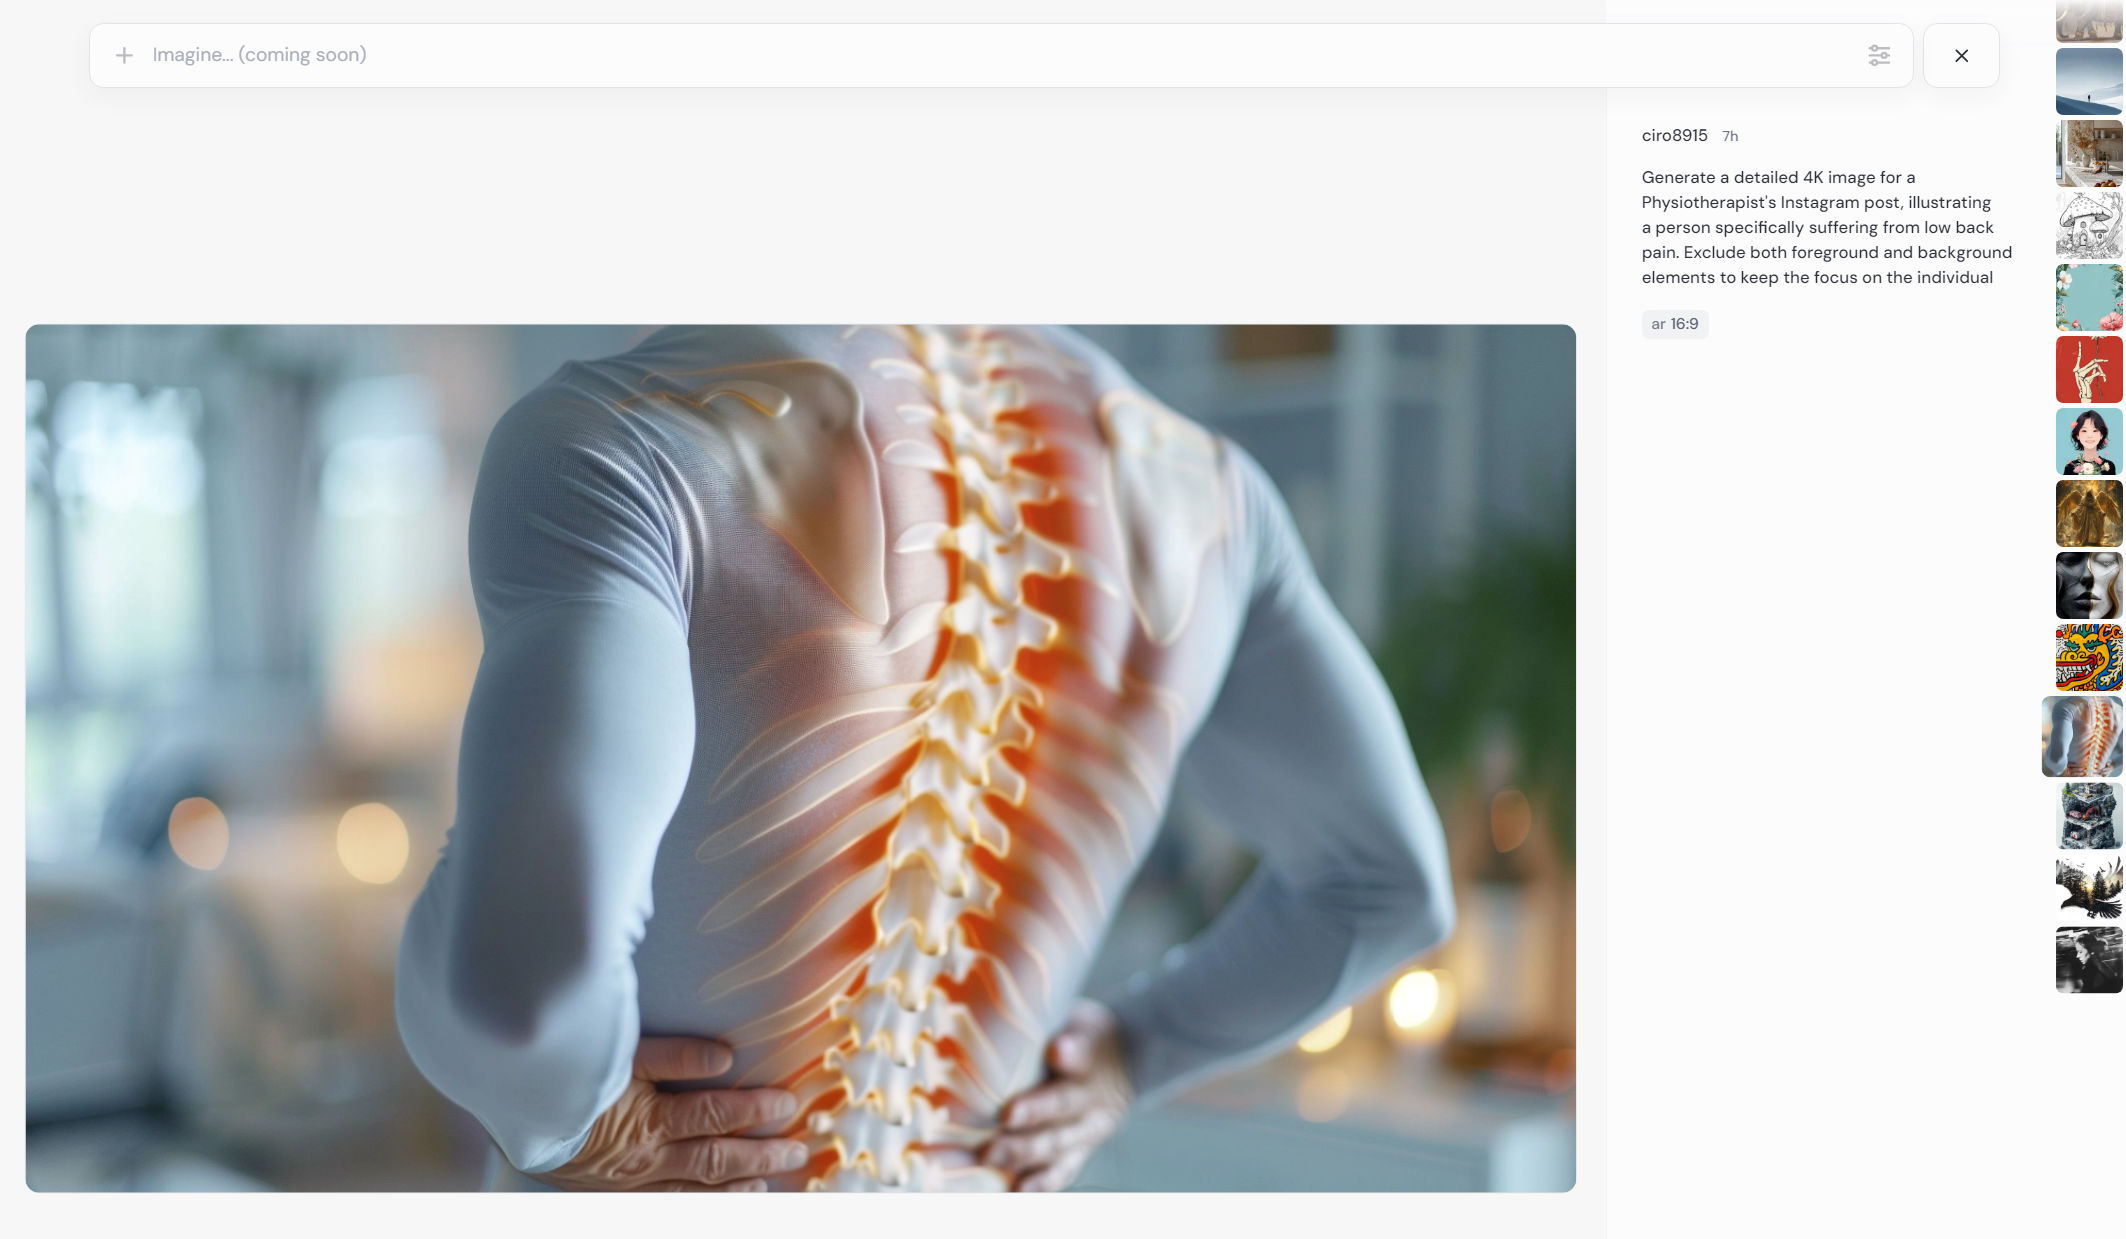 Imagine... (coming soon)
ciro8915 7h
Generate a detailed 4K image for a
Physiotherapist's Instagram post, illustrating
a person specifically suffering from low back
pain. Exclude both foreground and background
elements to keep the focus on the individual
ar 16:9